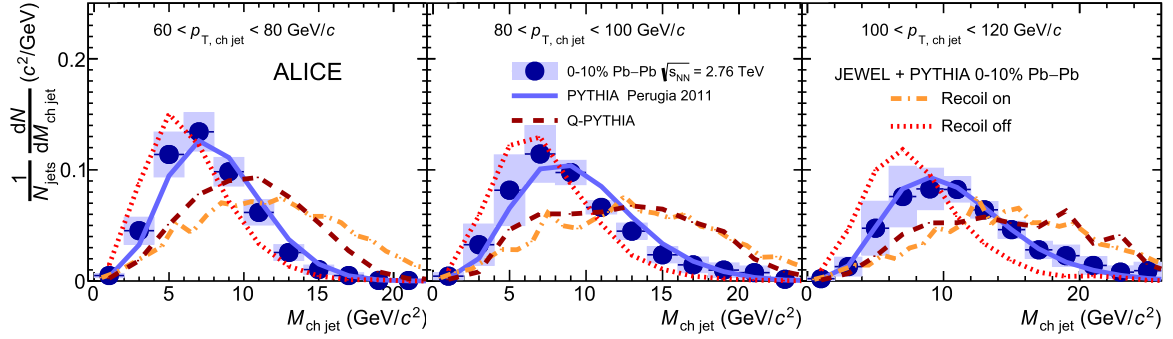 60 < p_T, ch jet < 80 GeV/c
80 < p_T, ch jet < 100 GeV/c
100 < p_T, ch jet < 120 GeV/c
ALICE
0-10% Pb−Pb √s_NN = 2.76 TeV
PYTHIA Perugia 2011
Q-PYTHIA
JEWEL + PYTHIA 0-10% Pb−Pb
Recoil on
Recoil off
1/N_jets dN/dM_ch jet (c²/GeV)
0.2
0.1
0
0 5 10 15 20
0 5 10 15 20
0 10 20
M_ch jet (GeV/c²)
M_ch jet (GeV/c²)
M_ch jet (GeV/c²)